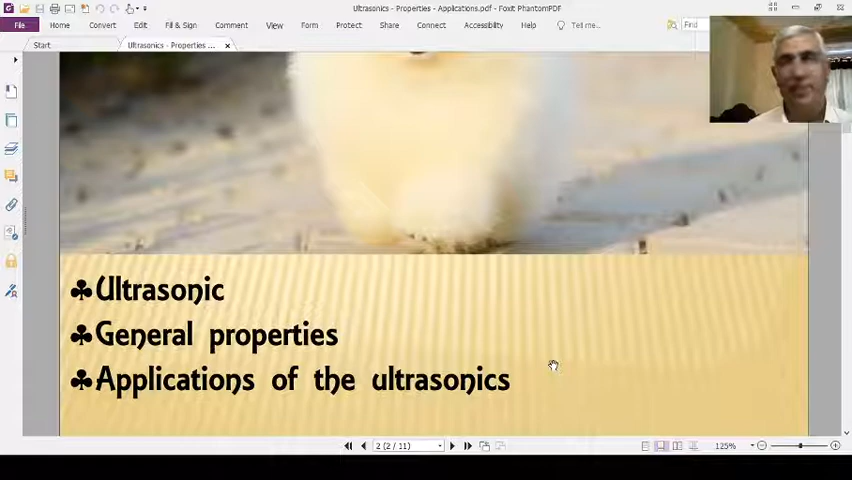 Ultrasonics - Properties - Applications.pdf - Foxit PhantomPDF
File Home Convert Edit Fill & Sign Comment View Form Protect Share Connect Accessibility Help Tell me... Find
Start Ultrasonics - Properties ... ×
♣Ultrasonic
♣General properties
♣Applications of the ultrasonics
2 (2 / 11) 125%